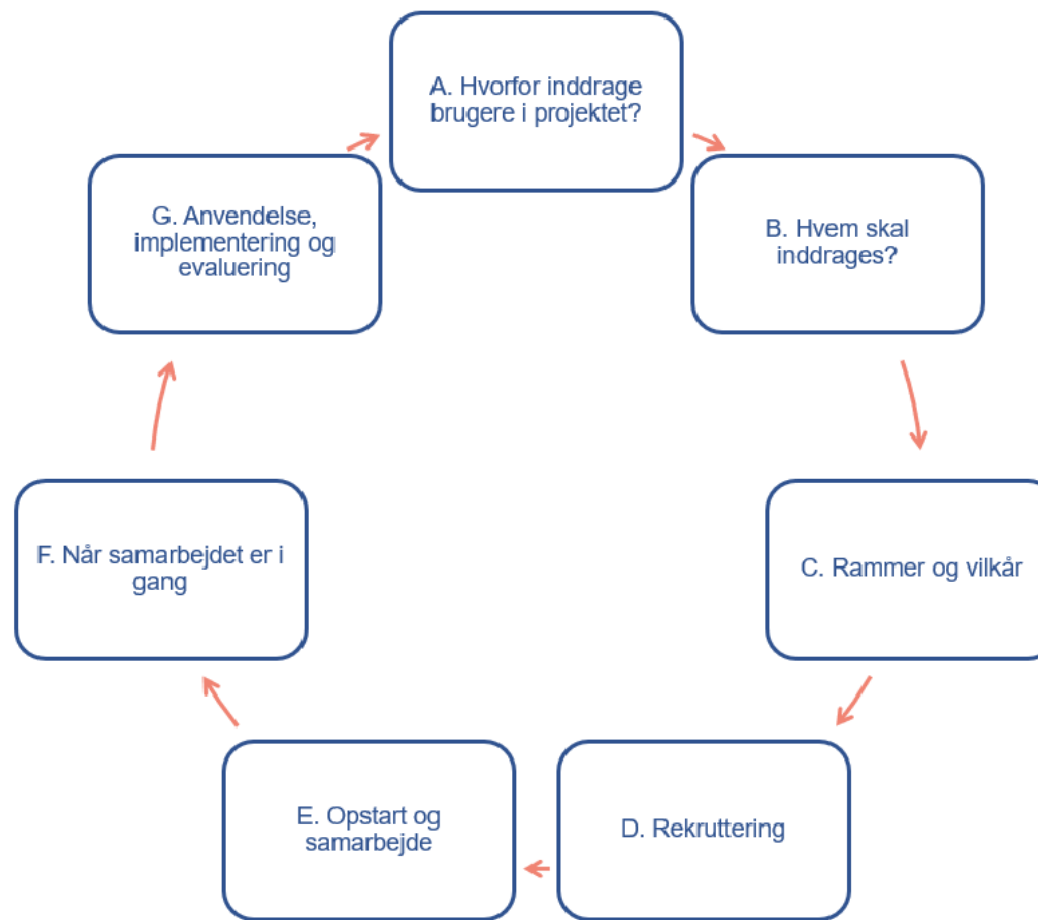 A. Hvorfor inddrage
brugere i projektet?
B. Hvem skal
inddrages?
C. Rammer og vilkår
D. Rekruttering
E. Opstart og
samarbejde
F. Når samarbejdet er i
gang
G. Anvendelse,
implementering og
evaluering